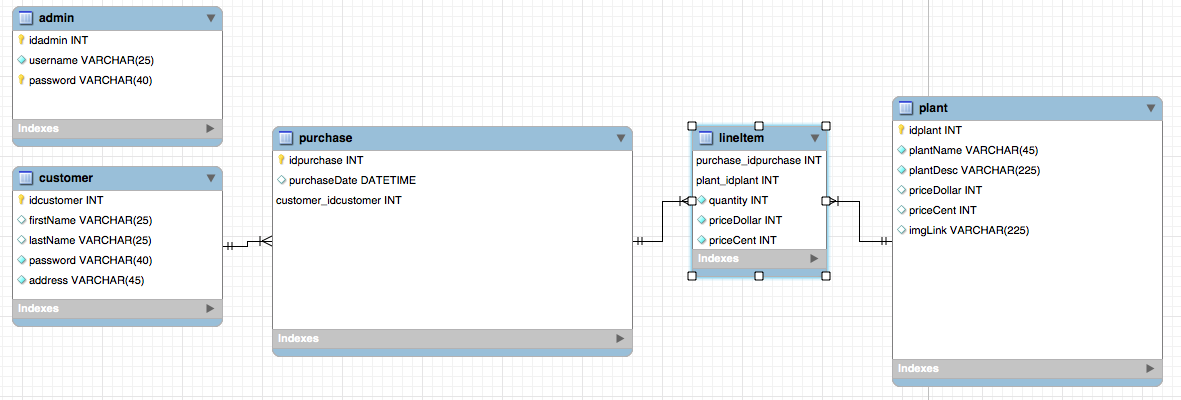 admin
idadmin INT
username VARCHAR(25)
password VARCHAR(40)
Indexes
customer
idcustomer INT
firstName VARCHAR(25)
lastName VARCHAR(25)
password VARCHAR(40)
address VARCHAR(45)
Indexes
purchase
idpurchase INT
purchaseDate DATETIME
customer_idcustomer INT
Indexes
lineItem
purchase_idpurchase INT
plant_idplant INT
quantity INT
priceDollar INT
priceCent INT
Indexes
plant
idplant INT
plantName VARCHAR(45)
plantDesc VARCHAR(225)
priceDollar INT
priceCent INT
imgLink VARCHAR(225)
Indexes